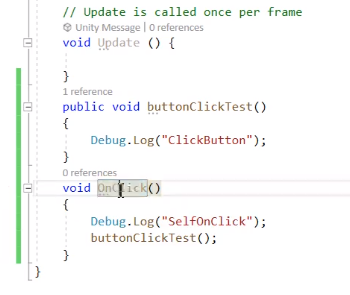 // Update is called once per frame
Unity Message | 0 references
void Update () {
}
1 reference
public void buttonClickTest()
{
Debug.Log("ClickButton");
}
0 references
void OnClick()
{
Debug.Log("SelfOnClick");
buttonClickTest();
}
}